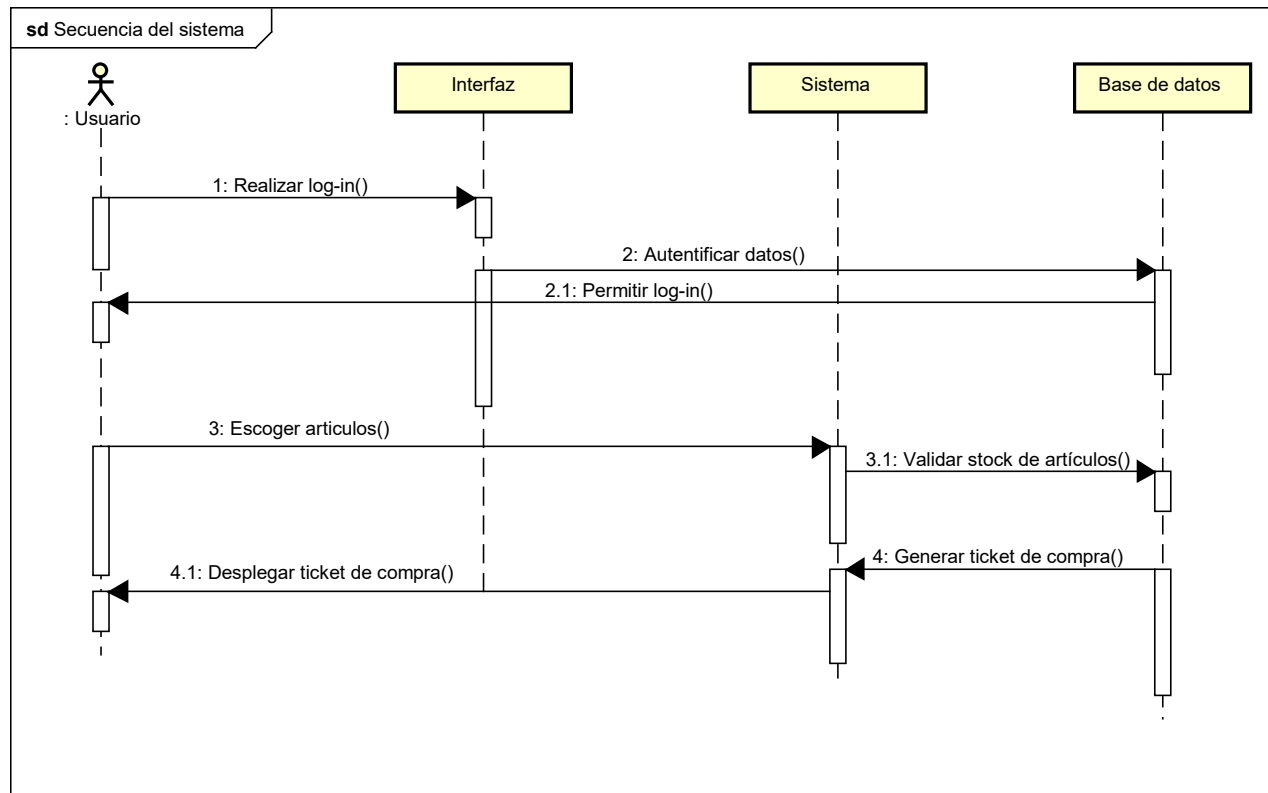 sd Secuencia del sistema
: Usuario
Interfaz
Sistema
Base de datos
1: Realizar log-in()
2: Autentificar datos()
2.1: Permitir log-in()
3: Escoger articulos()
3.1: Validar stock de artículos()
4: Generar ticket de compra()
4.1: Desplegar ticket de compra()